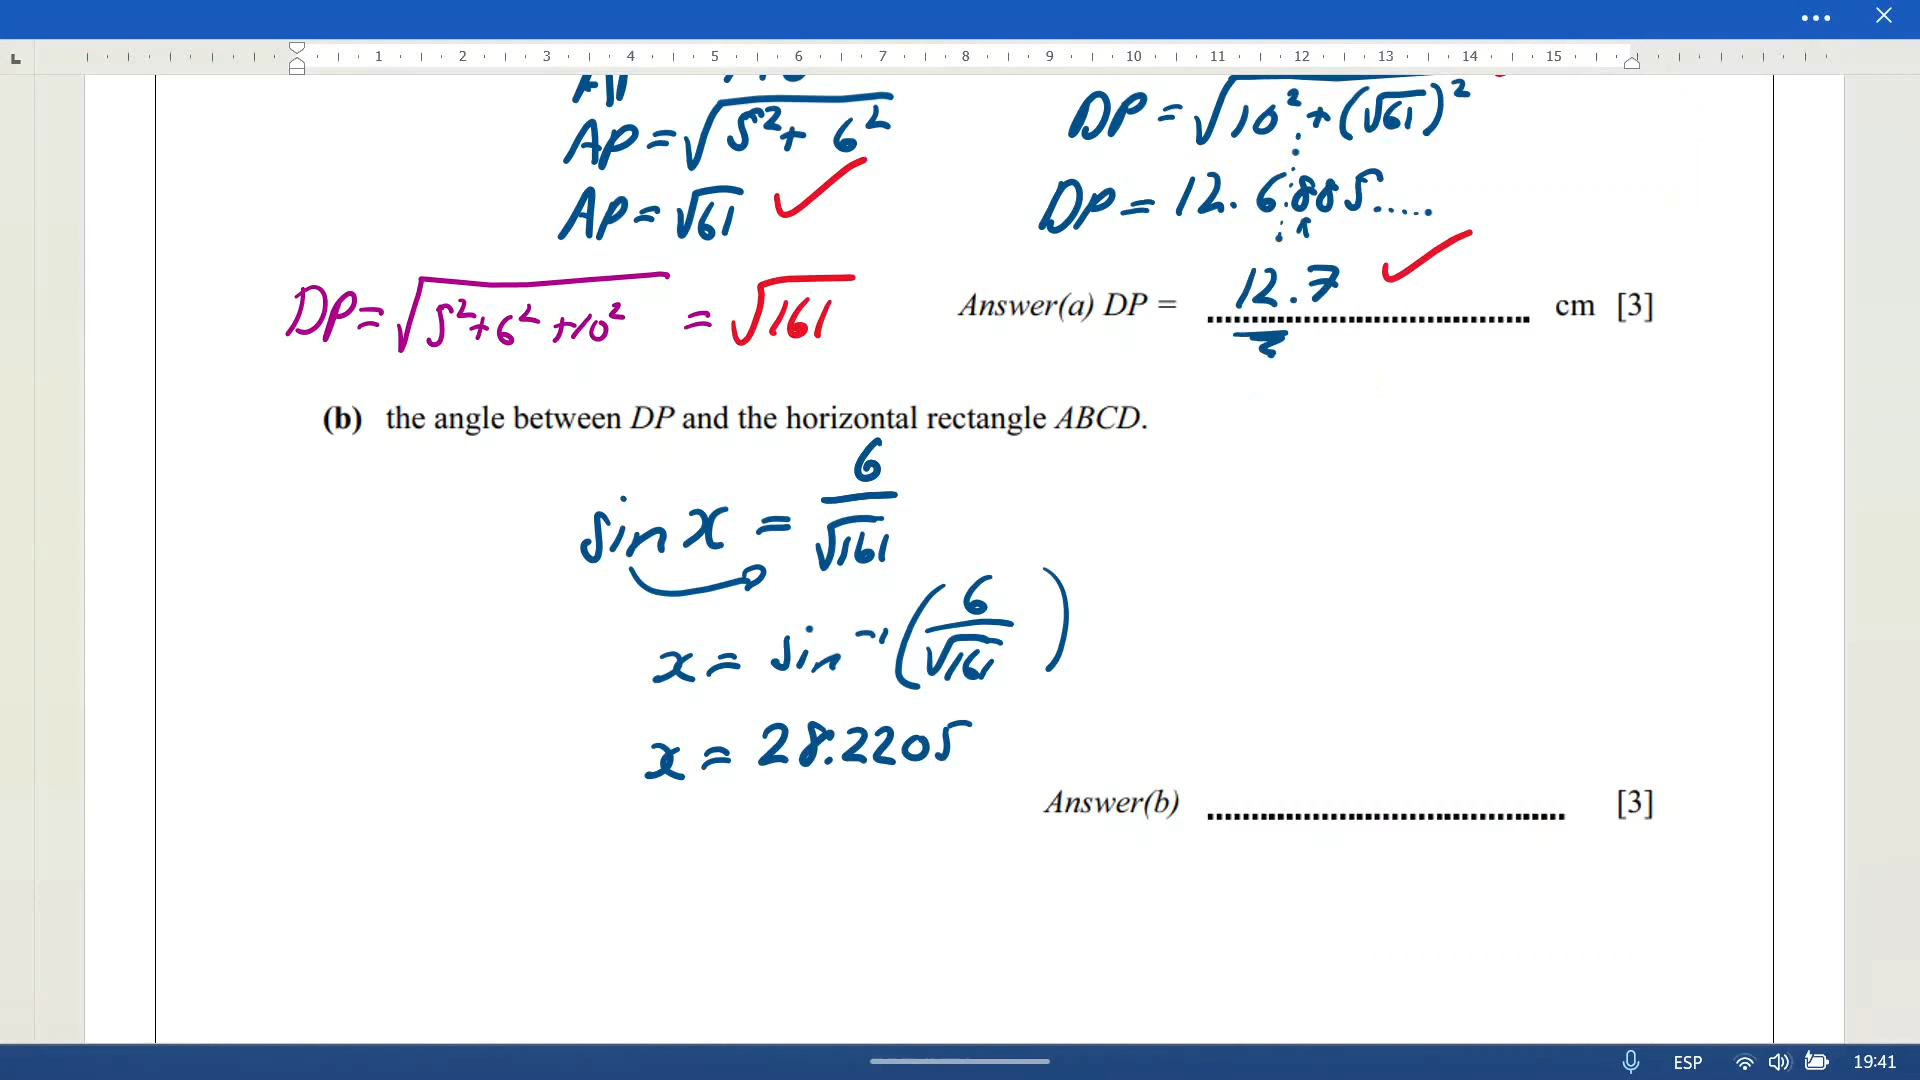 1 2 3 4 5 6 7 8 9 10 11 12 13 14 15
AP = √5² + 6²
AP = √61
DP = √10² + (√61)²
DP = 12.6885.....
DP = √5² + 6² + 10² = √161
Answer(a) DP = 12.7 cm [3]
(b) the angle between DP and the horizontal rectangle ABCD.
sin x = 6/√161
x = sin⁻¹(6/√161)
x = 28.2205
Answer(b) ........................................ [3]
ESP 19:41